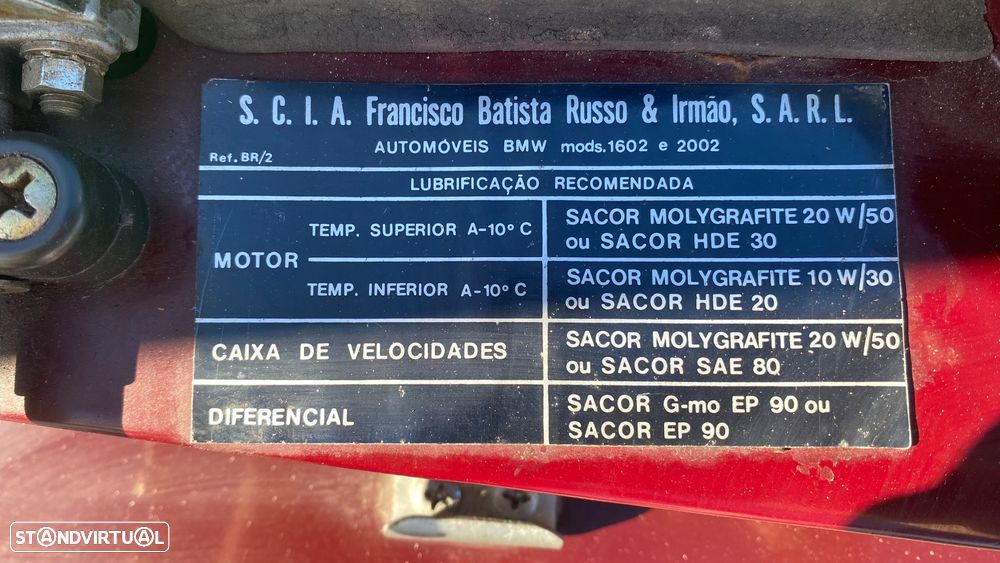 S. C. I. A. Francisco Batista Russo & Irmão, S. A. R. L.
Ref. BR/2
AUTOMÓVEIS BMW mods.1602 e 2002
LUBRIFICAÇÃO RECOMENDADA
MOTOR
TEMP. SUPERIOR A-10° C
SACOR MOLYGRAFITE 20 W/50
ou SACOR HDE 30
TEMP. INFERIOR A-10° C
SACOR MOLYGRAFITE 10 W/30
ou SACOR HDE 20
CAIXA DE VELOCIDADES
SACOR MOLYGRAFITE 20 W/50
ou SACOR SAE 80
DIFERENCIAL
SACOR G-mo EP 90 ou
SACOR EP 90
STANDVIRTUAL